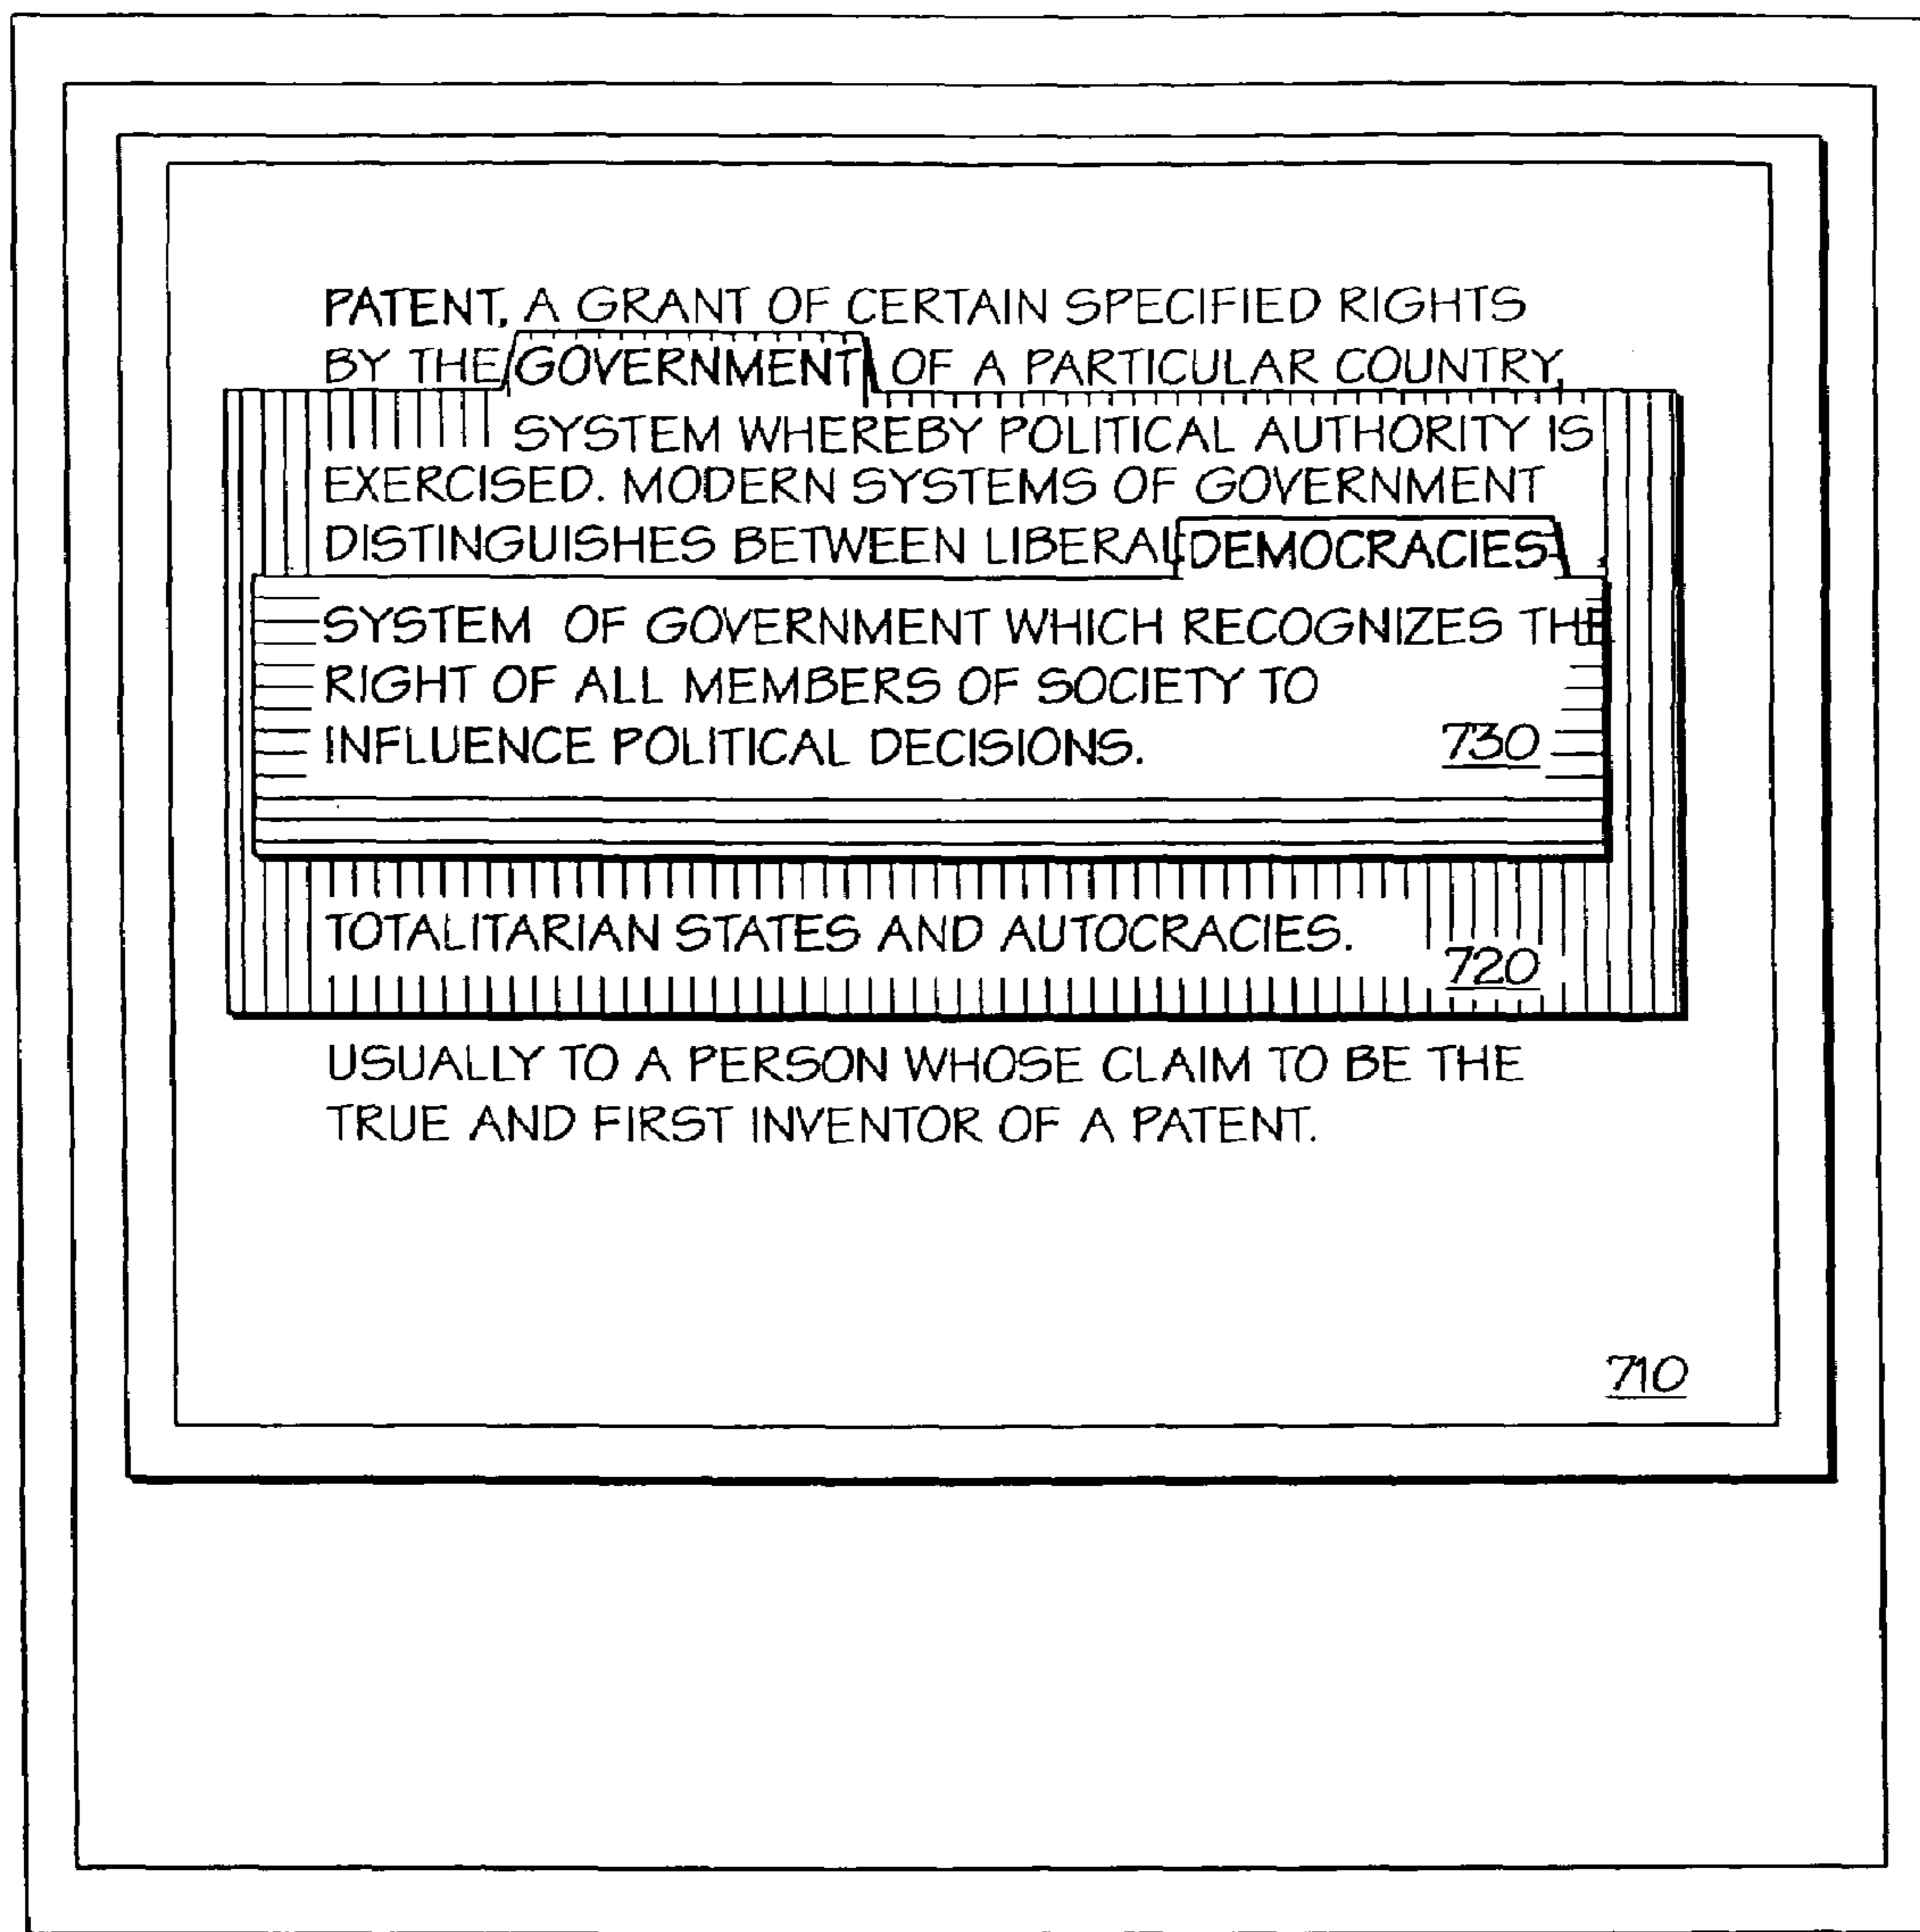 PATENT, A GRANT OF CERTAIN SPECIFIED RIGHTS
BY THE GOVERNMENT OF A PARTICULAR COUNTRY,
SYSTEM WHEREBY POLITICAL AUTHORITY IS
EXERCISED. MODERN SYSTEMS OF GOVERNMENT
DISTINGUISHES BETWEEN LIBERAL DEMOCRACIES
SYSTEM OF GOVERNMENT WHICH RECOGNIZES THE
RIGHT OF ALL MEMBERS OF SOCIETY TO
INFLUENCE POLITICAL DECISIONS.
730
TOTALITARIAN STATES AND AUTOCRACIES.
720
USUALLY TO A PERSON WHOSE CLAIM TO BE THE
TRUE AND FIRST INVENTOR OF A PATENT.
710